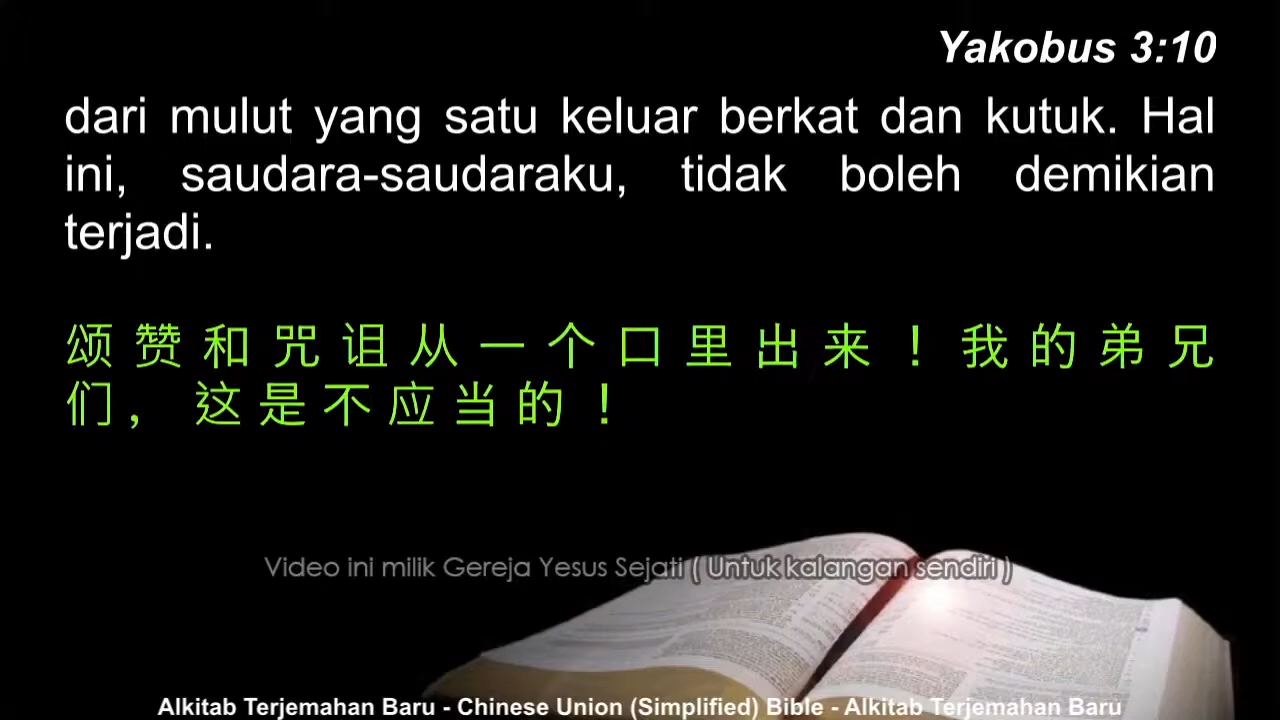 Yakobus 3:10
dari mulut yang satu keluar berkat dan kutuk. Hal
ini, saudara-saudaraku, tidak boleh demikian
terjadi.
颂赞和咒诅从一个口里出来！我的弟兄
们，这是不应当的！
Video ini milik Gereja Yesus Sejati ( Untuk kalangan sendiri )
Alkitab Terjemahan Baru - Chinese Union (Simplified) Bible - Alkitab Terjemahan Baru